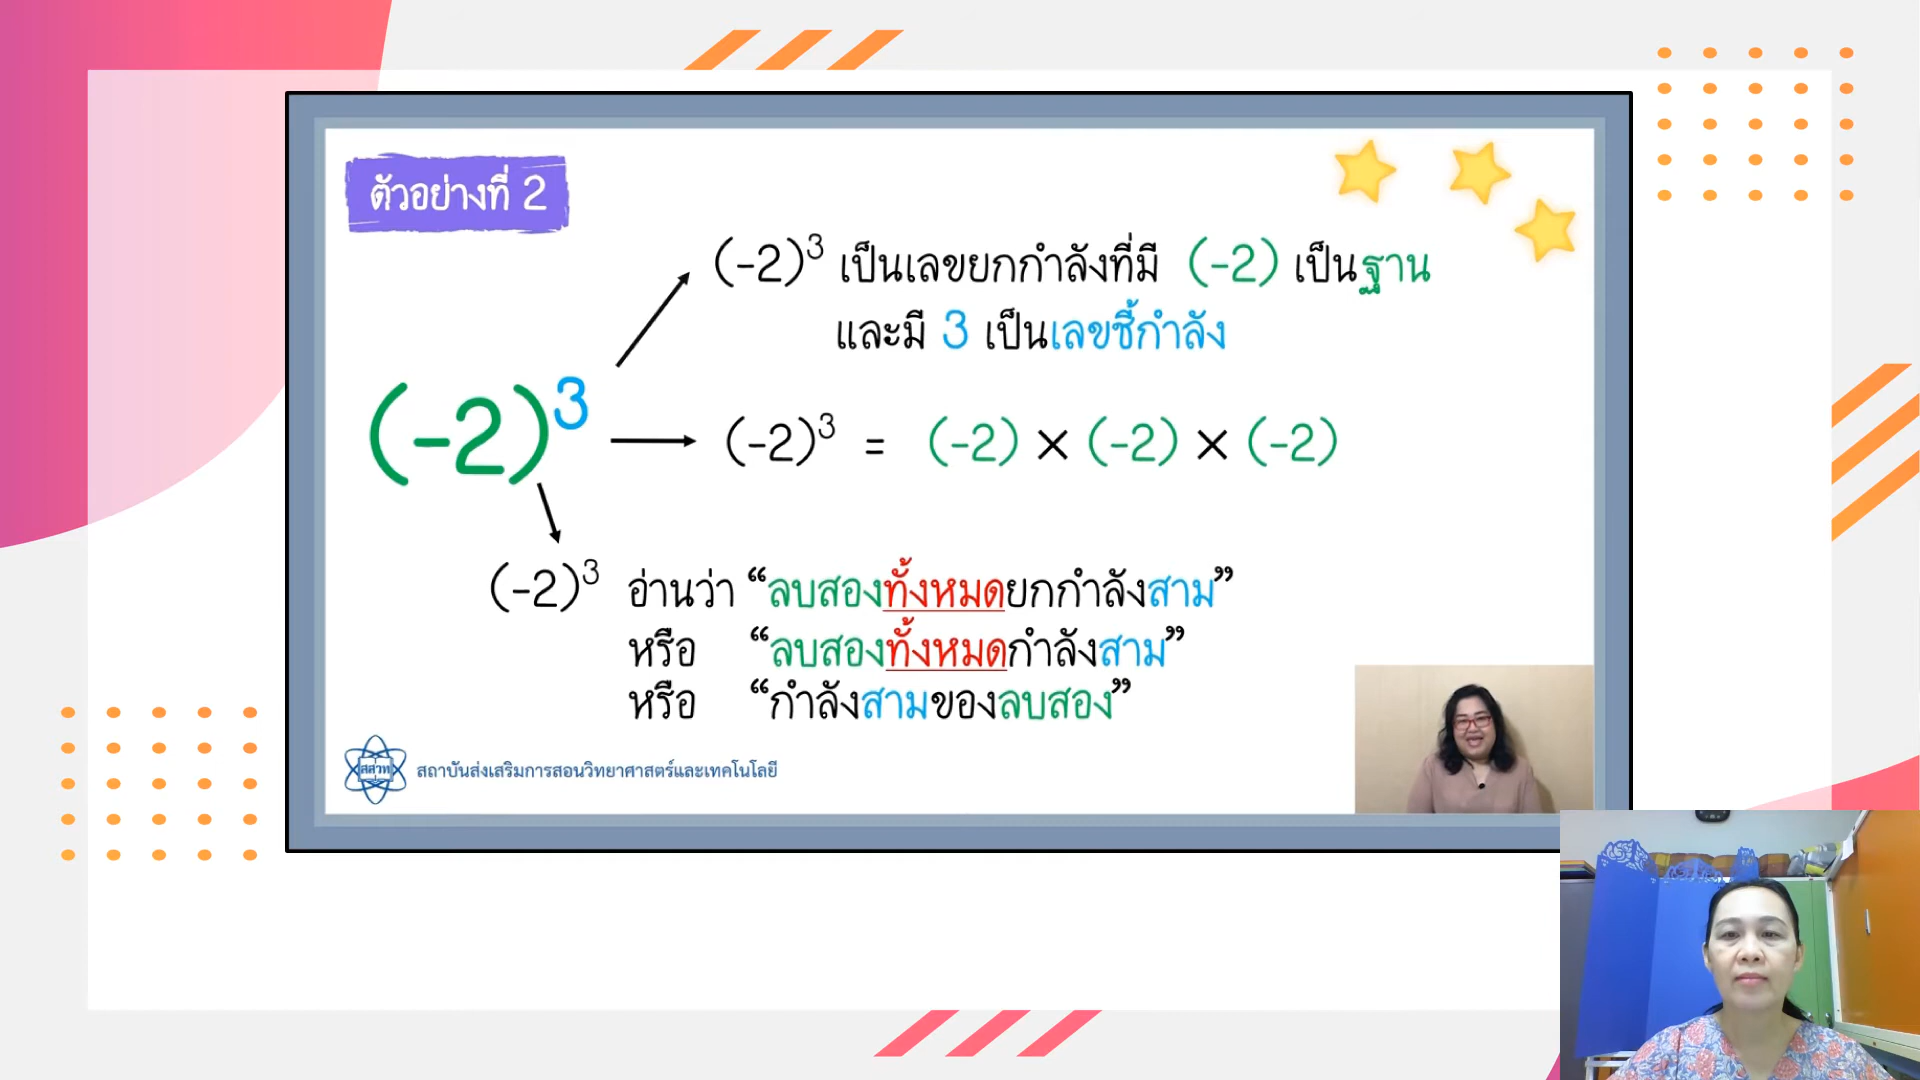 ตัวอย่างที่ 2
(-2)³ เป็นเลขยกกำลังที่มี (-2) เป็นฐาน
และมี 3 เป็นเลขชี้กำลัง
(-2)³
(-2)³ = (-2) × (-2) × (-2)
(-2)³ อ่านว่า “ลบสองทั้งหมดยกกำลังสาม”
หรือ “ลบสองทั้งหมดกำลังสาม”
หรือ “กำลังสามของลบสอง”
สสวท สถาบันส่งเสริมการสอนวิทยาศาสตร์และเทคโนโลยี